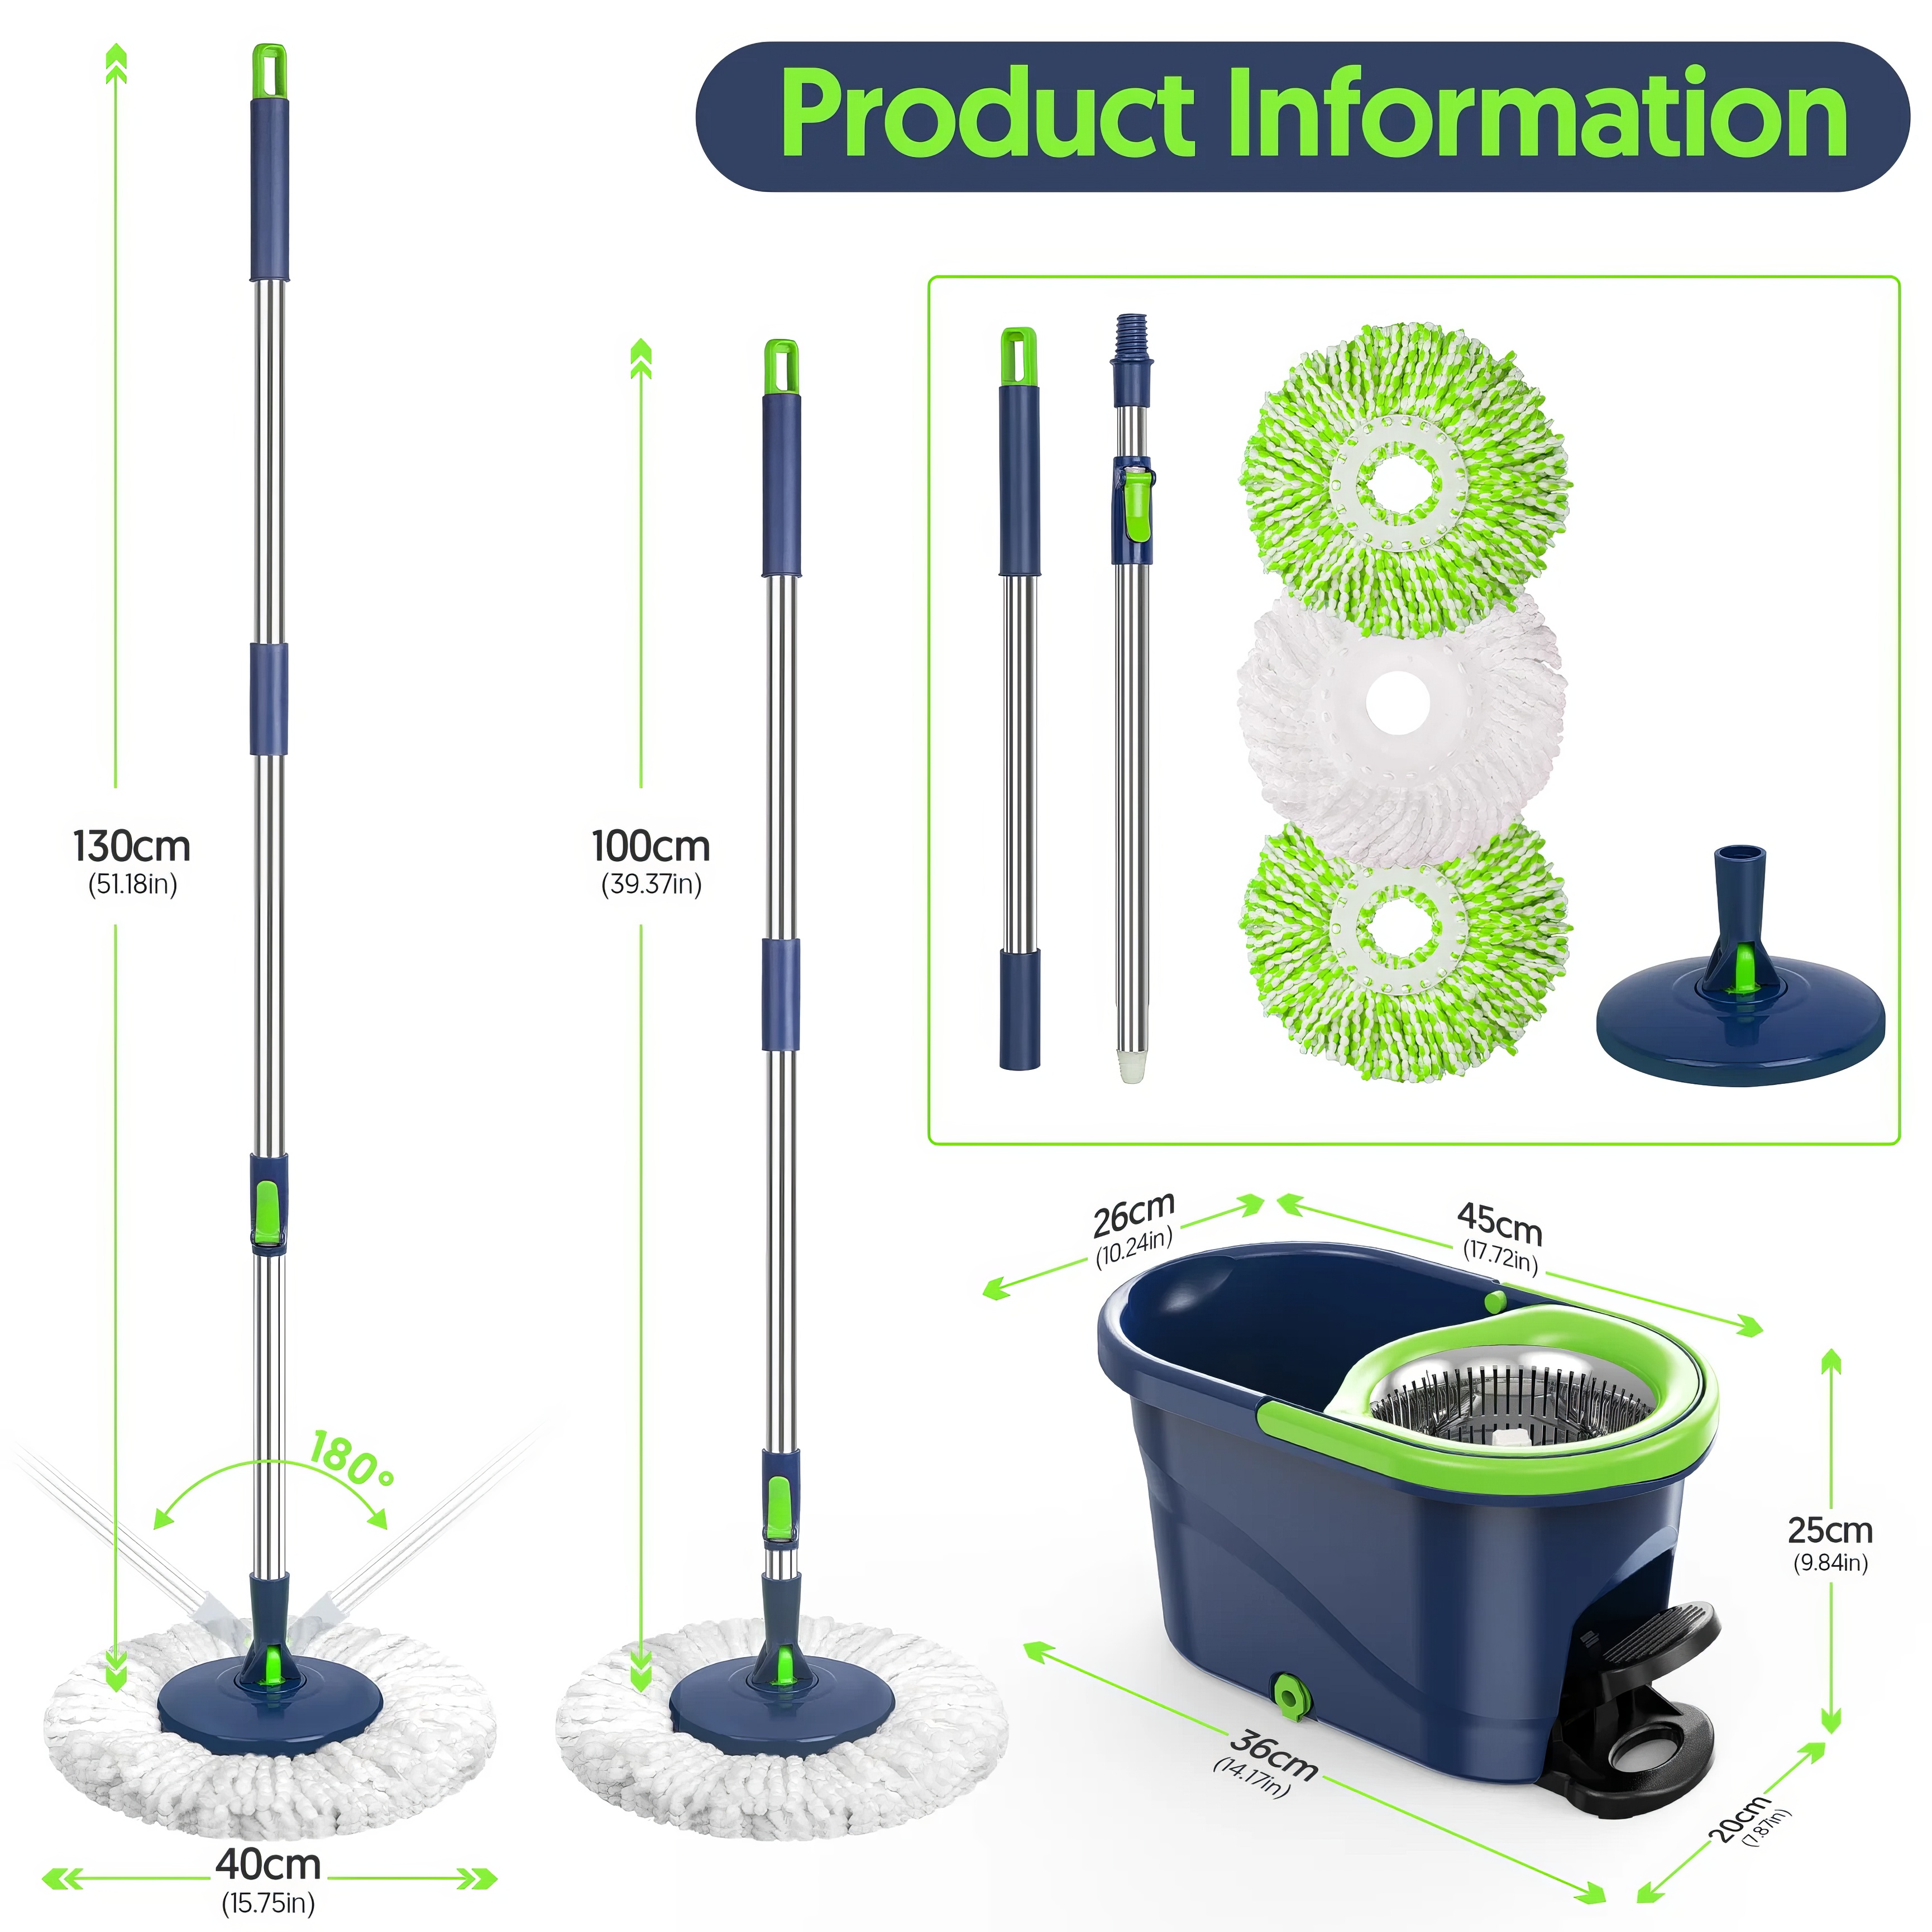 Product Information
130cm
(51.18in)
100cm
(39.37in)
26cm
(10.24in)
45cm
(17.72in)
180°
25cm
(9.84in)
36cm
(14.17in)
20cm
(7.87in)
40cm
(15.75in)